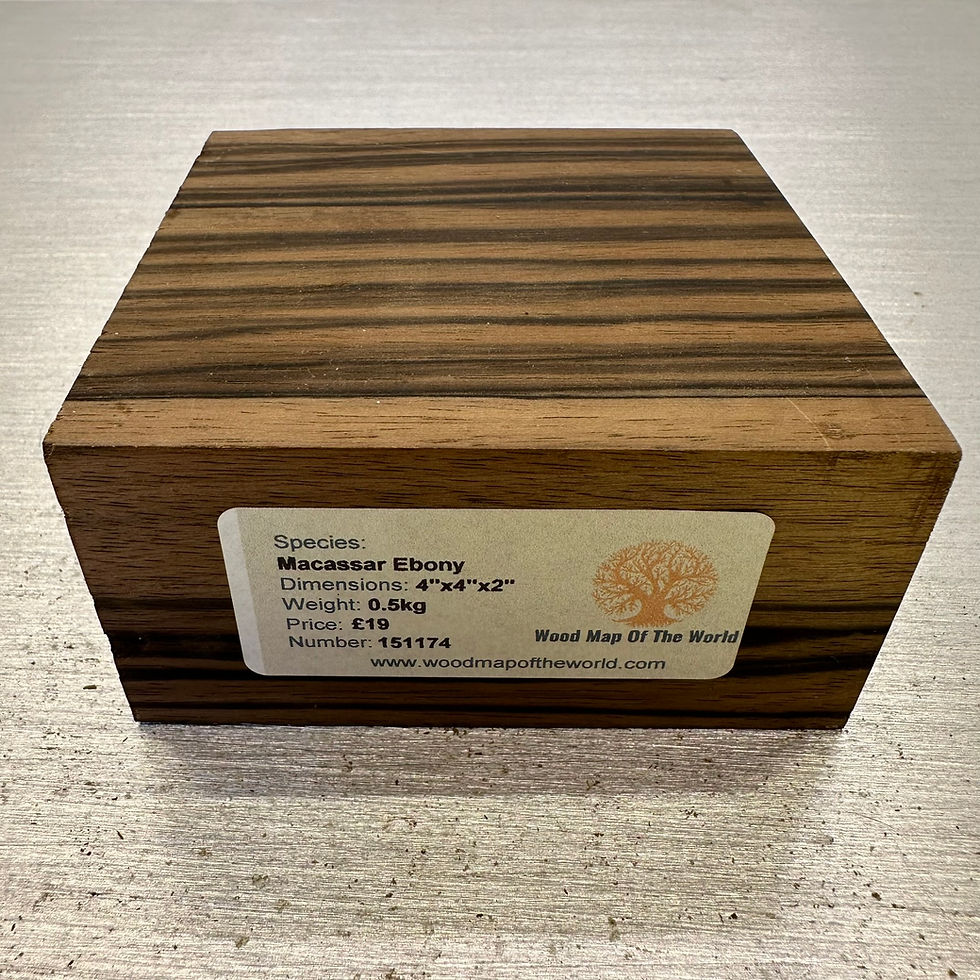 Species:
Macassar Ebony
Dimensions: 4"x4"x2"
Weight: 0.5kg
Price: £19
Number: 151174
Wood Map Of The World
www.woodmapoftheworld.com